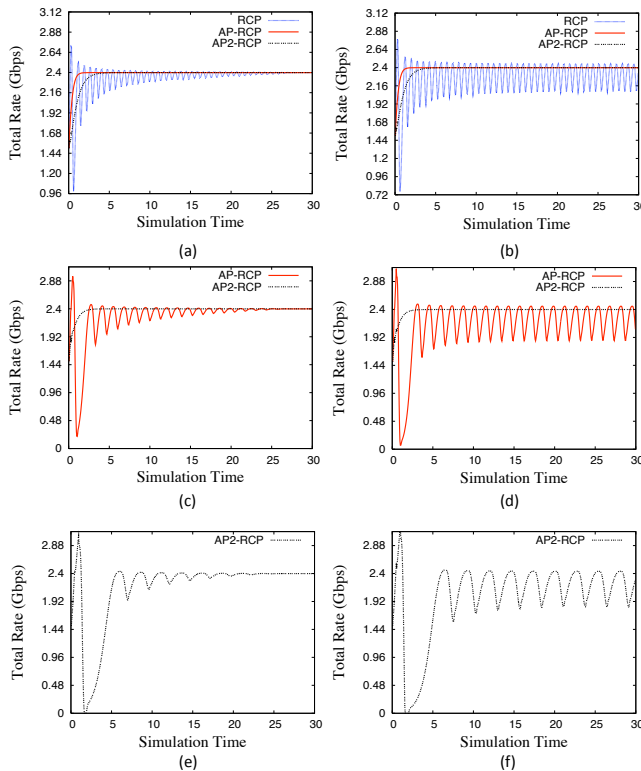 3.12
2.88
2.64
2.4
2.16
1.92
1.68
1.44
1.2
0.96
Total Rate (Gbps)
RCP
AP-RCP
AP2-RCP
0 5 10 15 20 25 30
Simulation Time
(a)
3.12
2.88
2.64
2.4
2.16
1.92
1.68
1.44
1.2
0.96
0.72
Total Rate (Gbps)
RCP
AP-RCP
AP2-RCP
0 5 10 15 20 25 30
Simulation Time
(b)
2.88
2.4
1.92
1.44
0.96
0.48
0
Total Rate (Gbps)
AP-RCP
AP2-RCP
0 5 10 15 20 25 30
Simulation Time
(c)
2.88
2.4
1.92
1.44
0.96
0.48
0
Total Rate (Gbps)
AP-RCP
AP2-RCP
0 5 10 15 20 25 30
Simulation Time
(d)
2.88
2.4
1.92
1.44
0.96
0.48
0
Total Rate (Gbps)
AP2-RCP
0 5 10 15 20 25 30
Simulation Time
(e)
2.88
2.4
1.92
1.44
0.96
0.48
0
Total Rate (Gbps)
AP2-RCP
0 5 10 15 20 25 30
Simulation Time
(f)